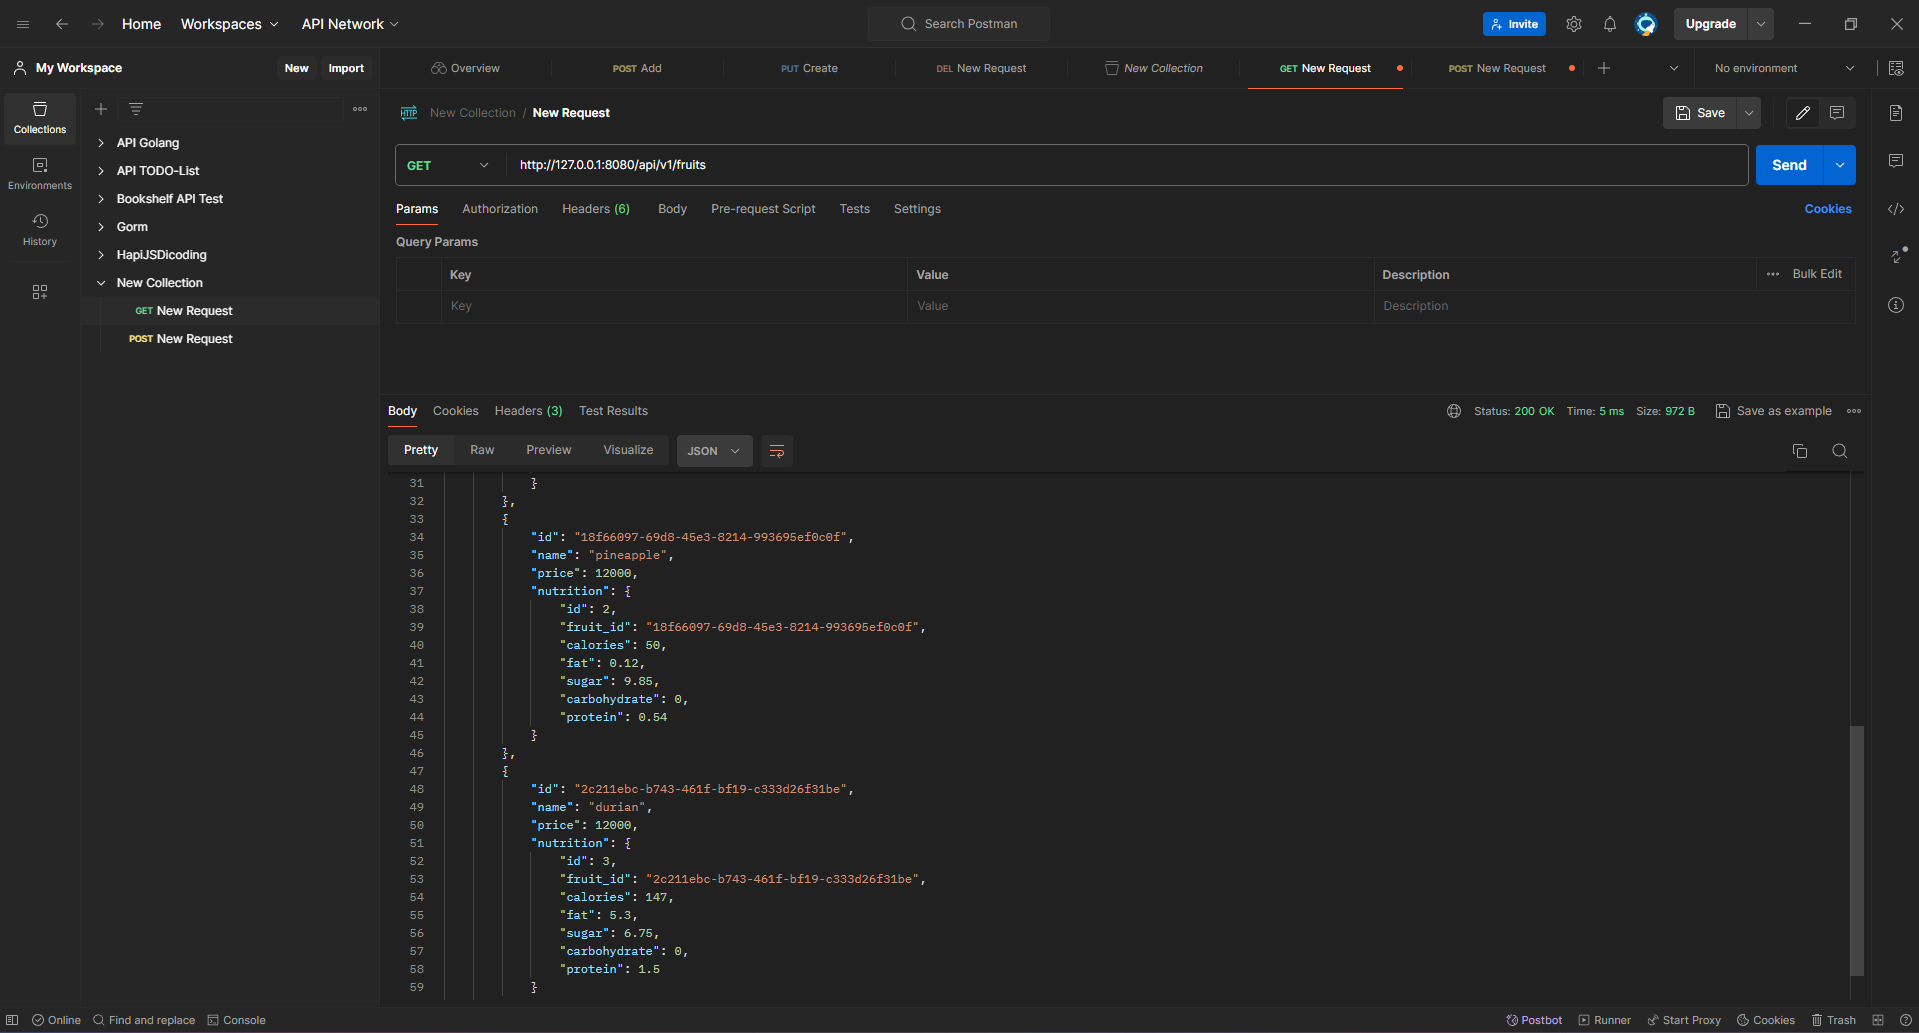 Home Workspaces API Network Search Postman Invite Upgrade
My Workspace New Import Overview POST Add PUT Create DEL New Request New Collection GET New Request POST New Request No environment
Collections
Environments
History
API Golang
API TODO-List
Bookshelf API Test
Gorm
HapiJSDicoding
New Collection
GET New Request
POST New Request
HTTP New Collection / New Request Save
GET http://127.0.0.1:8080/api/v1/fruits Send
Params Authorization Headers (6) Body Pre-request Script Tests Settings Cookies
Query Params
Key Value Description Bulk Edit
Key Value Description
Body Cookies Headers (3) Test Results Status: 200 OK Time: 5 ms Size: 972 B Save as example
Pretty Raw Preview Visualize JSON
31 }
32 },
33 {
34 "id": "18f66097-69d8-45e3-8214-993695ef0c0f",
35 "name": "pineapple",
36 "price": 12000,
37 "nutrition": {
38 "id": 2,
39 "fruit_id": "18f66097-69d8-45e3-8214-993695ef0c0f",
40 "calories": 50,
41 "fat": 0.12,
42 "sugar": 9.85,
43 "carbohydrate": 0,
44 "protein": 0.54
45 }
46 },
47 {
48 "id": "2c211ebc-b743-461f-bf19-c333d26f31be",
49 "name": "durian",
50 "price": 12000,
51 "nutrition": {
52 "id": 3,
53 "fruit_id": "2c211ebc-b743-461f-bf19-c333d26f31be",
54 "calories": 147,
55 "fat": 5.3,
56 "sugar": 6.75,
57 "carbohydrate": 0,
58 "protein": 1.5
59 }
Online Find and replace Console Postbot Runner Start Proxy Cookies Trash